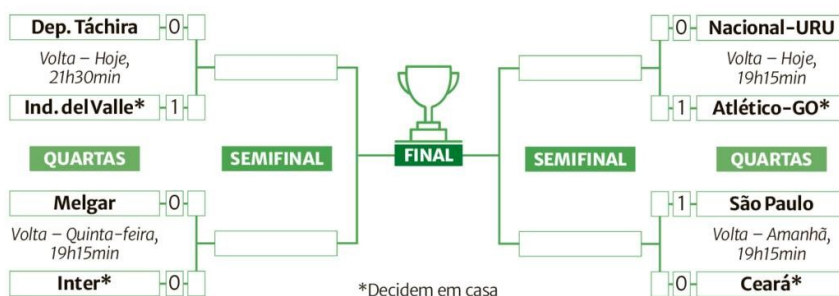 Dep. Táchira 0
Volta – Hoje,
21h30min
Ind. del Valle* 1
QUARTAS
SEMIFINAL
Melgar 0
Volta – Quinta-feira,
19h15min
Inter* 0
FINAL
*Decidem em casa
0 Nacional-URU
Volta – Hoje,
19h15min
1 Atlético-GO*
SEMIFINAL
QUARTAS
1 São Paulo
Volta – Amanhã,
19h15min
0 Ceará*